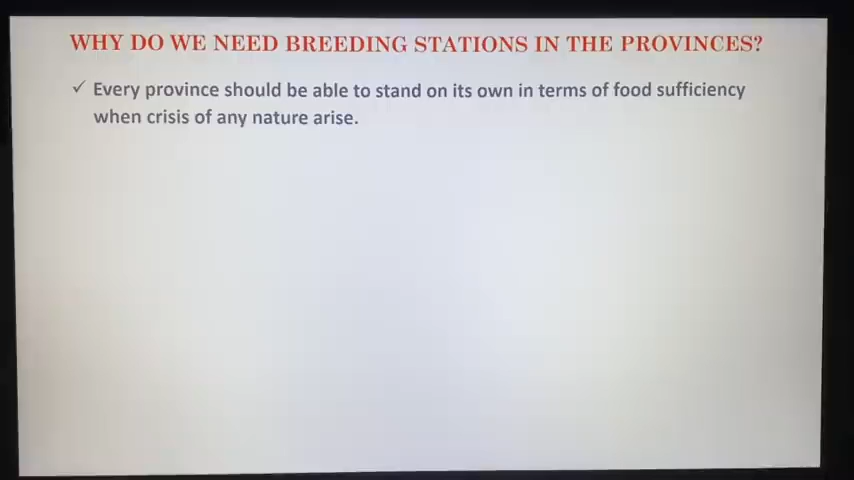 WHY DO WE NEED BREEDING STATIONS IN THE PROVINCES?
✓ Every province should be able to stand on its own in terms of food sufficiency
when crisis of any nature arise.